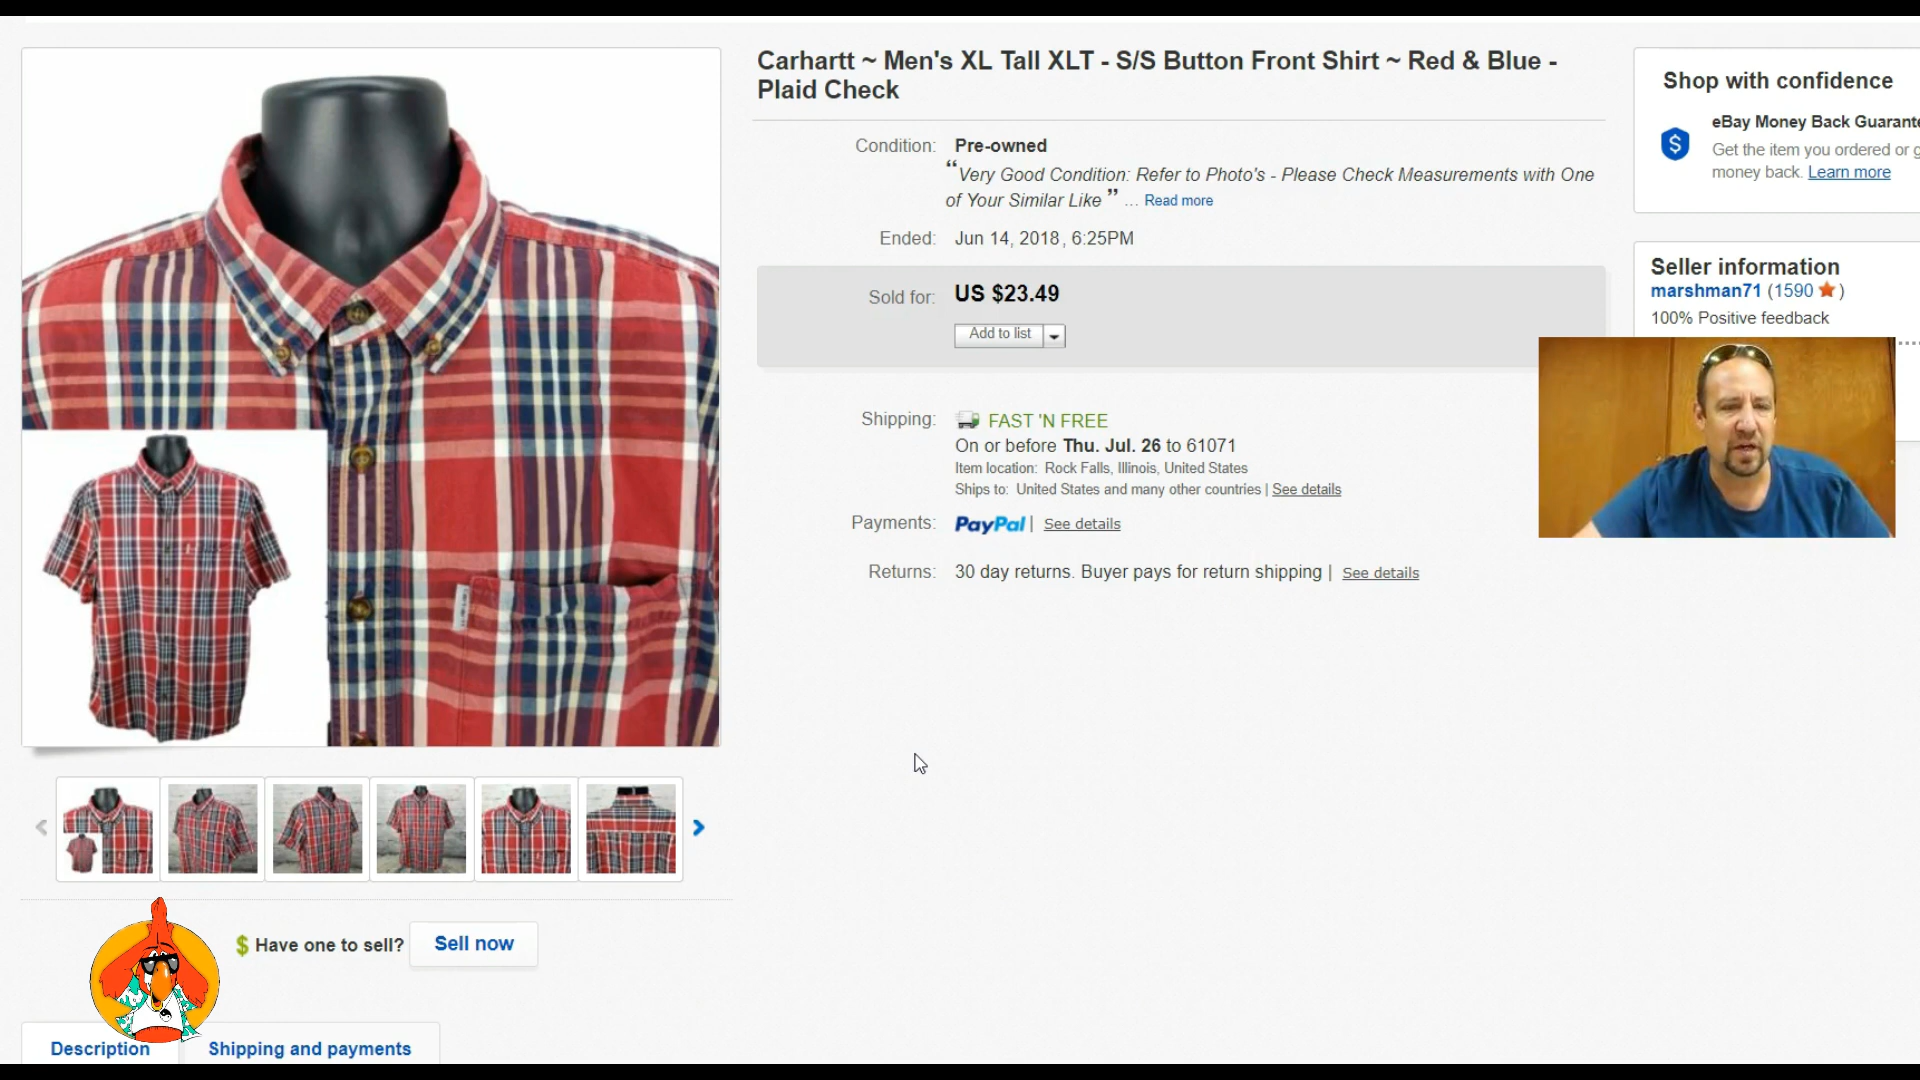 Carhartt ~ Men's XL Tall XLT - S/S Button Front Shirt ~ Red & Blue -
Plaid Check
Condition: Pre-owned
“Very Good Condition: Refer to Photo's - Please Check Measurements with One
of Your Similar Like ” ... Read more
Ended: Jun 14, 2018 , 6:25PM
Sold for: US $23.49
Add to list
Shipping: FAST 'N FREE
On or before Thu. Jul. 26 to 61071
Item location: Rock Falls, Illinois, United States
Ships to: United States and many other countries | See details
Payments: PayPal | See details
Returns: 30 day returns. Buyer pays for return shipping | See details
Shop with confidence
$
eBay Money Back Guarante
Get the item you ordered or g
money back. Learn more
Seller information
marshman71 (1590 )
100% Positive feedback
$ Have one to sell? Sell now
Description
Shipping and payments